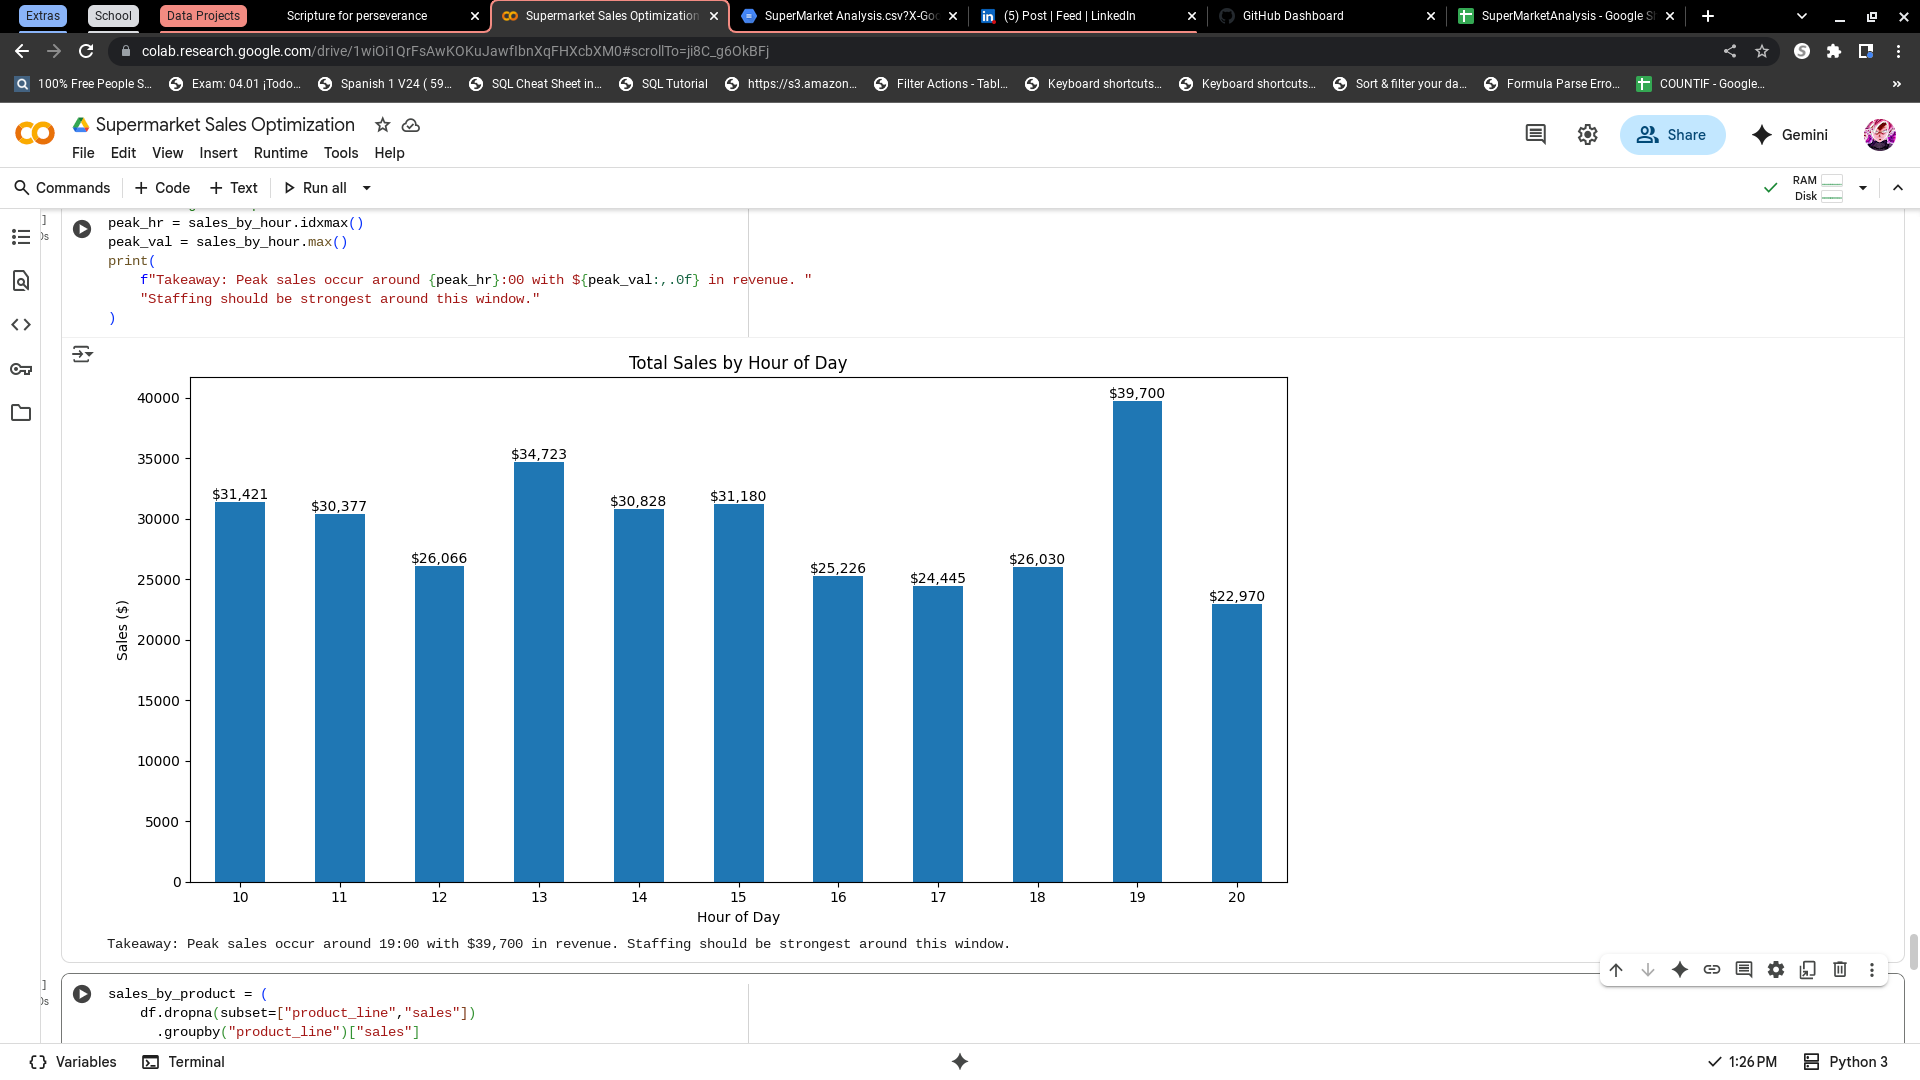 Extras School Data Projects Scripture for perseverance Supermarket Sales Optimization SuperMarket Analysis.csv?X-Goo (5) Post | Feed | LinkedIn GitHub Dashboard SuperMarketAnalysis - Google S
colab.research.google.com/drive/1wiOi1QrFsAwKOKuJawfIbnXqFHXcbXM0#scrollTo=ji8C_g6OkBFj
100% Free People S... Exam: 04.01 ¡Todo... Spanish 1 V24 ( 59... SQL Cheat Sheet in... SQL Tutorial https://s3.amazon... Filter Actions - Tabl... Keyboard shortcuts... Keyboard shortcuts... Sort & filter your da... Formula Parse Erro... COUNTIF - Google... »
Supermarket Sales Optimization
Share Gemini
File Edit View Insert Runtime Tools Help
Commands + Code + Text Run all RAM
Disk
peak_hr = sales_by_hour.idxmax()
peak_val = sales_by_hour.max()
print(
f"Takeaway: Peak sales occur around {peak_hr}:00 with ${peak_val:,.0f} in revenue. "
"Staffing should be strongest around this window."
)
Total Sales by Hour of Day
$39,700
40000
$34,723
35000
$31,421 $30,377 $30,828 $31,180
30000
$26,066 $25,226 $24,445 $26,030
25000
$22,970
20000
15000
10000
5000
0
Sales ($)
10 11 12 13 14 15 16 17 18 19 20
Hour of Day
Takeaway: Peak sales occur around 19:00 with $39,700 in revenue. Staffing should be strongest around this window.
sales_by_product = (
df.dropna(subset=["product_line","sales"])
.groupby("product_line")["sales"]
Variables Terminal 1:26 PM Python 3